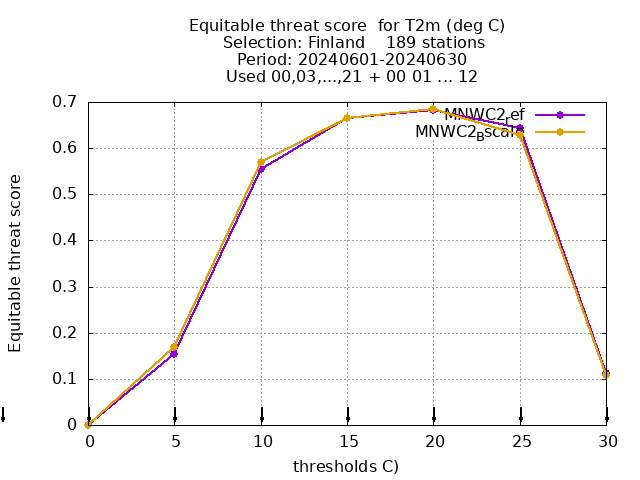 Equitable threat score for T2m (deg C)
Selection: Finland 189 stations
Period: 20240601-20240630
Used 00,03,...,21 + 00 01 ... 12
0.7
0.6
0.5
0.4
0.3
0.2
0.1
0
Equitable threat score
MNWC2ref
MNWC2Bscale
0 5 10 15 20 25 30
thresholds C)